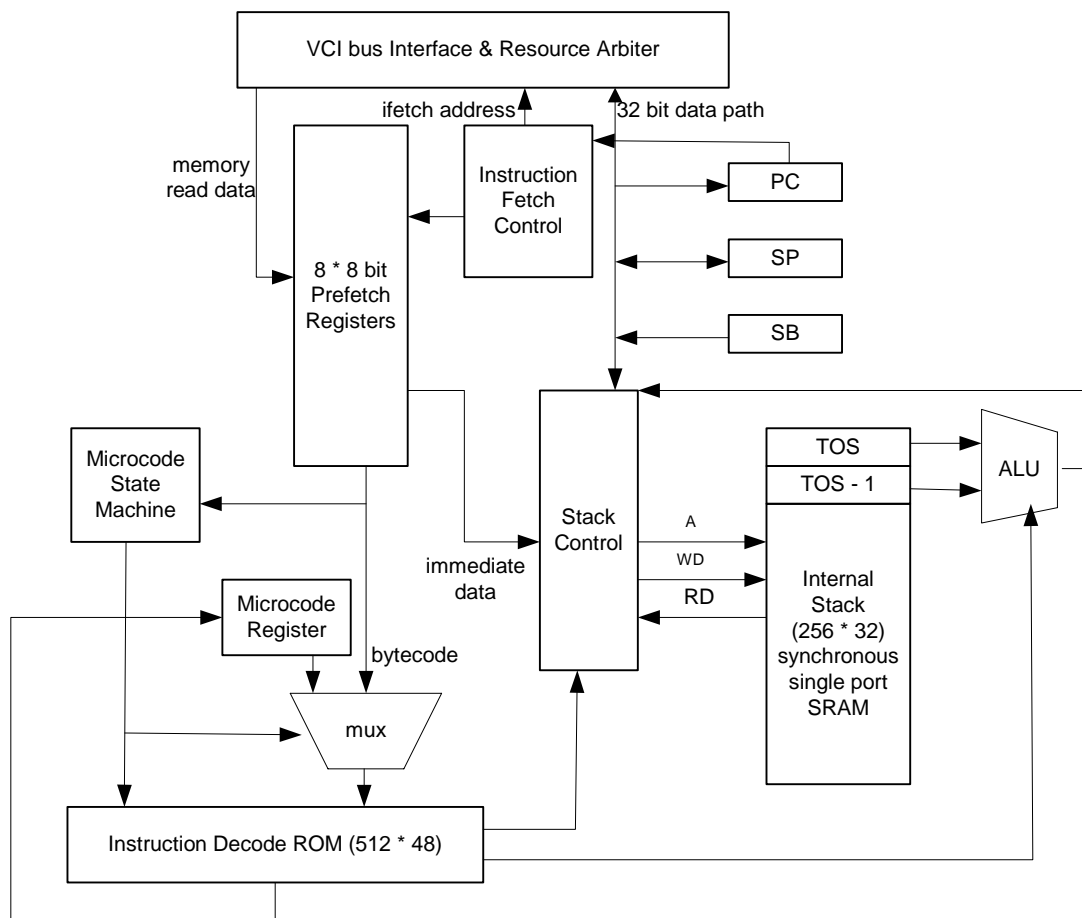 VCI bus Interface & Resource Arbiter
ifetch address
32 bit data path
memory
read data
Instruction
Fetch
Control
PC
8 * 8 bit
Prefetch
Registers
SP
SB
Microcode
State
Machine
Stack
Control
TOS
TOS - 1
ALU
A
WD
RD
immediate
data
Internal
Stack
(256 * 32)
synchronous
single port
SRAM
Microcode
Register
bytecode
mux
Instruction Decode ROM (512 * 48)